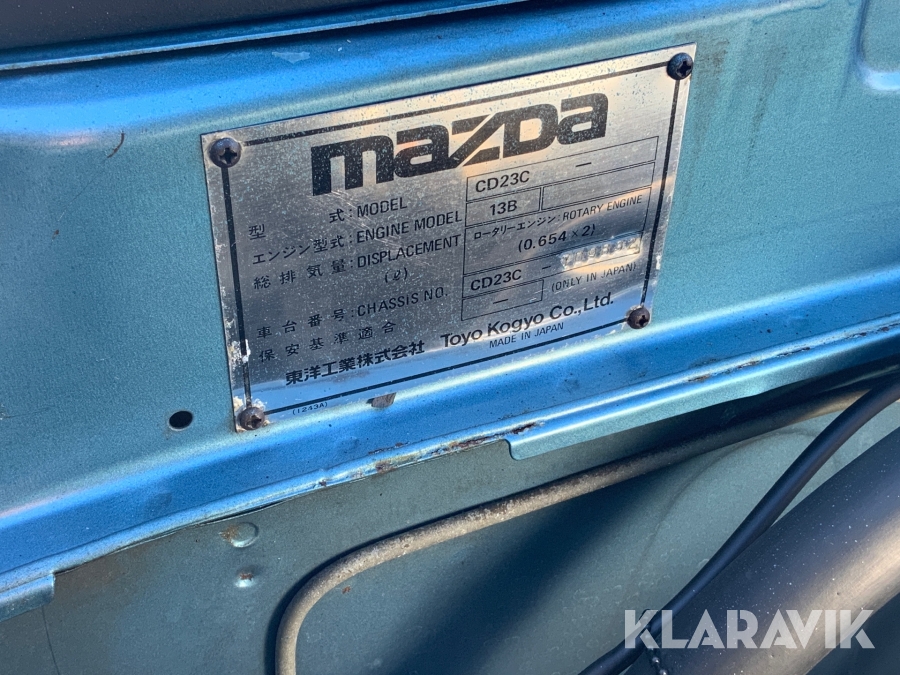 mazda
型 式:MODEL CD23C –
エンジン型式:ENGINE MODEL 13B
総排気量:DISPLACEMENT ロータリーエンジン:ROTARY ENGINE
(ℓ) (0.654×2)
車台番号:CHASSIS NO. CD23C –
保安基準適合 – (ONLY IN JAPAN)
東洋工業株式会社 Toyo Kogyo Co., Ltd.
MADE IN JAPAN
(1243A)
KLARAVIK